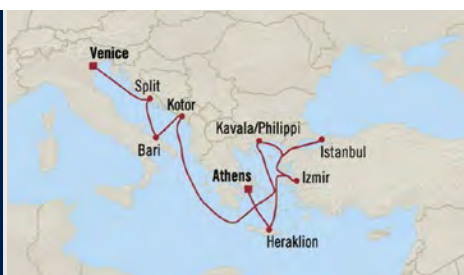 Venice
Split
Kotor
Bari
Kavala/Philippi
Istanbul
Athens
Izmir
Heraklion